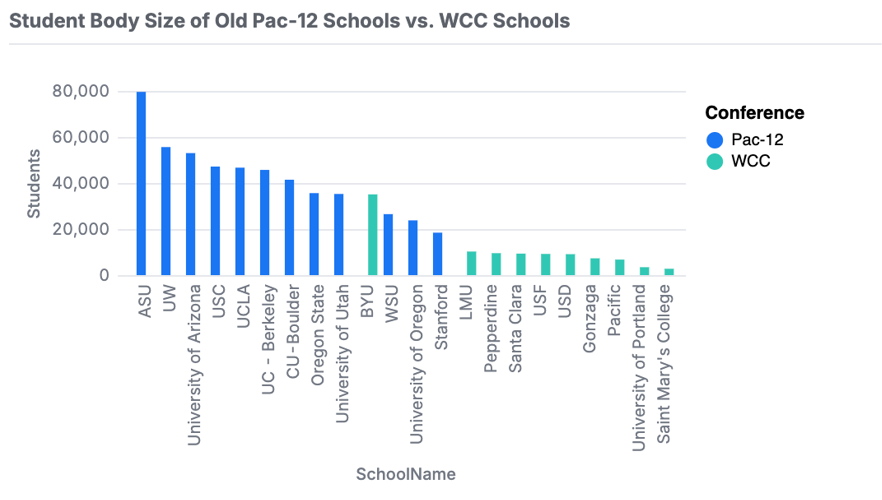 Student Body Size of Old Pac-12 Schools vs. WCC Schools
Students
80,000
60,000
40,000
20,000
0
ASU
UW
University of Arizona
USC
UCLA
UC - Berkeley
CU-Boulder
Oregon State
University of Utah
BYU
WSU
University of Oregon
Stanford
LMU
Pepperdine
Santa Clara
USF
USD
Gonzaga
Pacific
University of Portland
Saint Mary's College
SchoolName
Conference
Pac-12
WCC